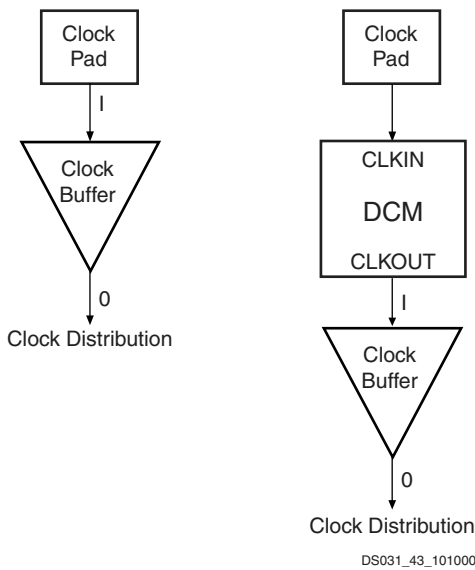 Clock
Pad
I
Clock
Buffer
0
Clock Distribution
Clock
Pad
CLKIN
DCM
CLKOUT
I
Clock
Buffer
0
Clock Distribution
DS031_43_101000